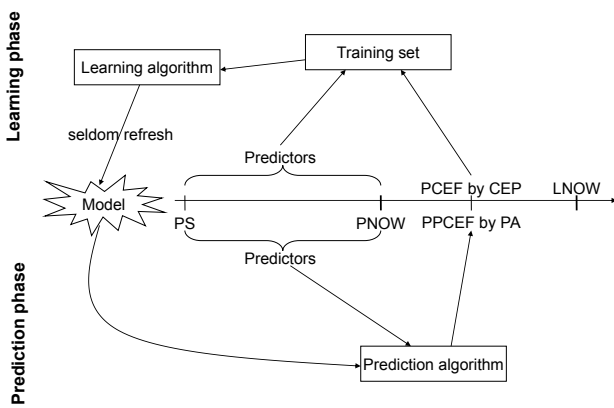 Learning phase
Training set
Learning algorithm
seldom refresh
Predictors
PCEF by CEP
LNOW
Model
PS
PNOW
PPCEF by PA
Predictors
Prediction phase
Prediction algorithm